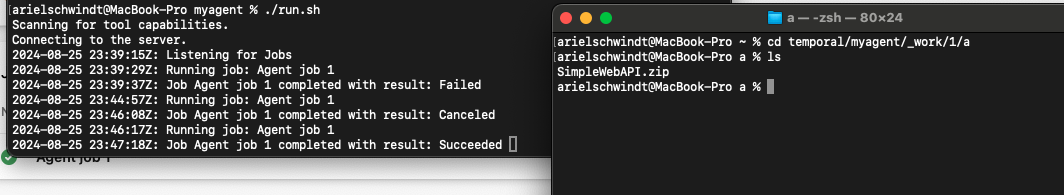 arielschwindt@MacBook-Pro myagent % ./run.sh
Scanning for tool capabilities.
Connecting to the server.
2024-08-25 23:39:15Z: Listening for Jobs
2024-08-25 23:39:29Z: Running job: Agent job 1
2024-08-25 23:39:37Z: Job Agent job 1 completed with result: Failed
2024-08-25 23:44:57Z: Running job: Agent job 1
2024-08-25 23:46:08Z: Job Agent job 1 completed with result: Canceled
2024-08-25 23:46:17Z: Running job: Agent job 1
2024-08-25 23:47:18Z: Job Agent job 1 completed with result: Succeeded
Agent job 1
a — -zsh — 80×24
arielschwindt@MacBook-Pro ~ % cd temporal/myagent/_work/1/a
arielschwindt@MacBook-Pro a % ls
SimpleWebAPI.zip
arielschwindt@MacBook-Pro a %